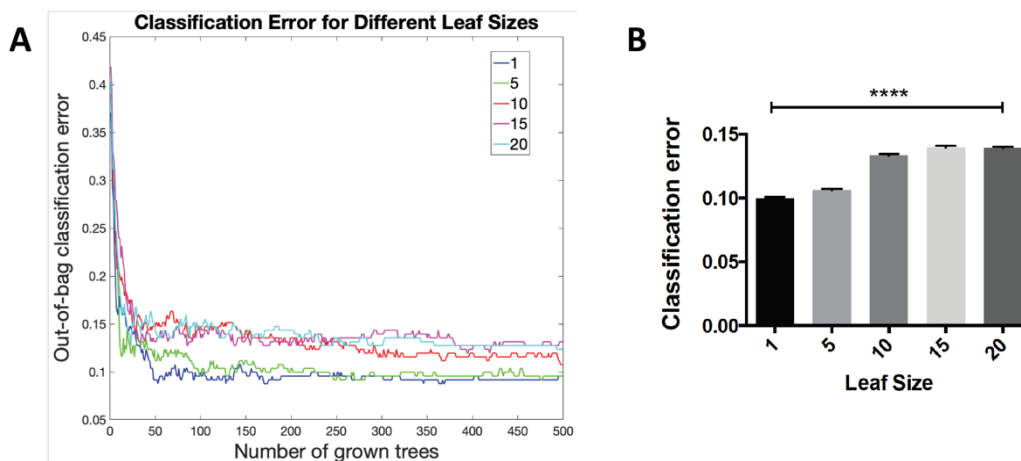 A
Classification Error for Different Leaf Sizes
0.45
0.4
0.35
0.3
0.25
0.2
0.15
0.1
0.05
Out-of-bag classification error
1
5
10
15
20
0 50 100 150 200 250 300 350 400 450 500
Number of grown trees
B
****
0.15
0.10
0.05
0.00
Classification error
1 5 10 15 20
Leaf Size